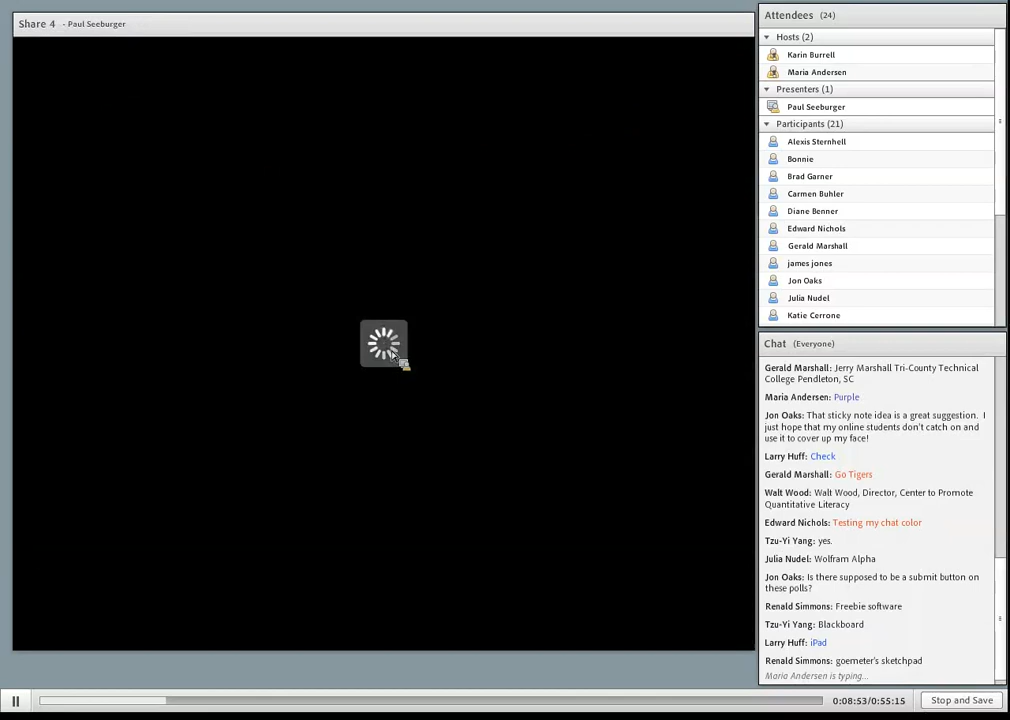 Share 4 - Paul Seeburger
Attendees (24)
Hosts (2)
Karin Burrell
Maria Andersen
Presenters (1)
Paul Seeburger
Participants (21)
Alexis Sternhell
Bonnie
Brad Garner
Carmen Buhler
Diane Benner
Edward Nichols
Gerald Marshall
james jones
Jon Oaks
Julia Nudel
Katie Cerrone
Chat (Everyone)
Gerald Marshall: Jerry Marshall Tri-County Technical
College Pendleton, SC
Maria Andersen: Purple
Jon Oaks: That sticky note idea is a great suggestion. I
just hope that my online students don't catch on and
use it to cover up my face!
Larry Huff: Check
Gerald Marshall: Go Tigers
Walt Wood: Walt Wood, Director, Center to Promote
Quantitative Literacy
Edward Nichols: Testing my chat color
Tzu-Yi Yang: yes.
Julia Nudel: Wolfram Alpha
Jon Oaks: Is there supposed to be a submit button on
these polls?
Renald Simmons: Freebie software
Tzu-Yi Yang: Blackboard
Larry Huff: iPad
Renald Simmons: goemeter's sketchpad
Maria Andersen is typing...
0:08:53/0:55:15
Stop and Save